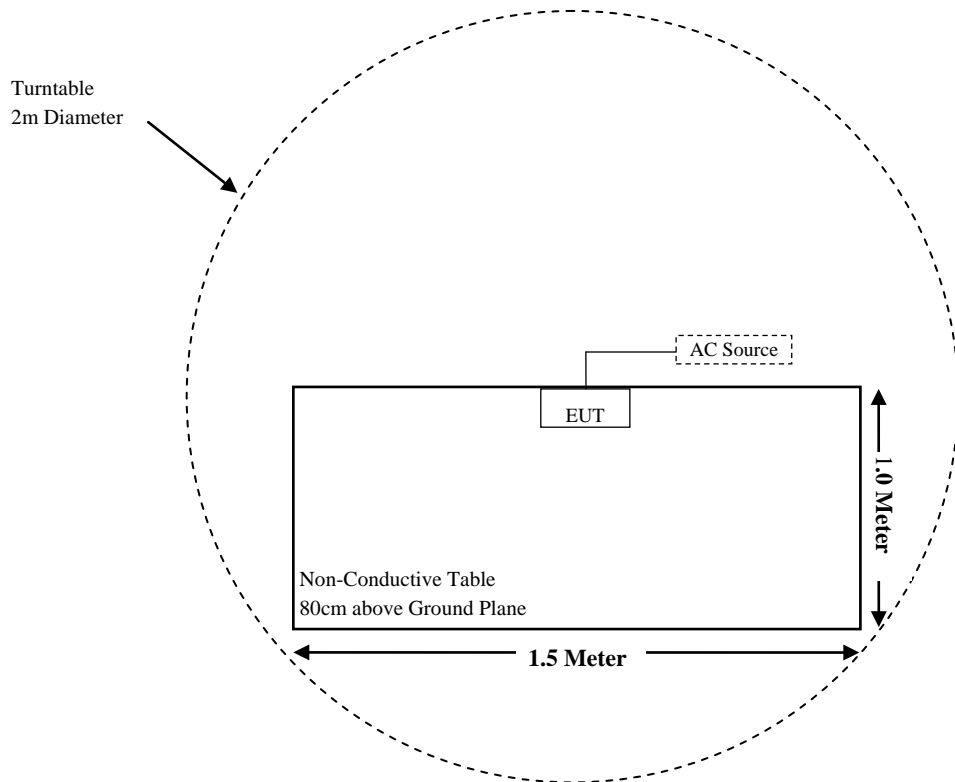 Turntable
2m Diameter
AC Source
EUT
1.0 Meter
Non-Conductive Table
80cm above Ground Plane
1.5 Meter